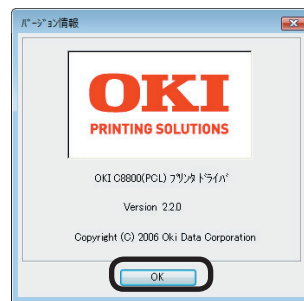 ﾊﾞｰｼﾞｮﾝ情報
OKI
PRINTING SOLUTIONS
OKI C8800(PCL) ﾌﾟﾘﾝﾀ ﾄﾞﾗｲﾊﾞ
Version 2.2.0
Copyright (C) 2006 Oki Data Corporation
OK